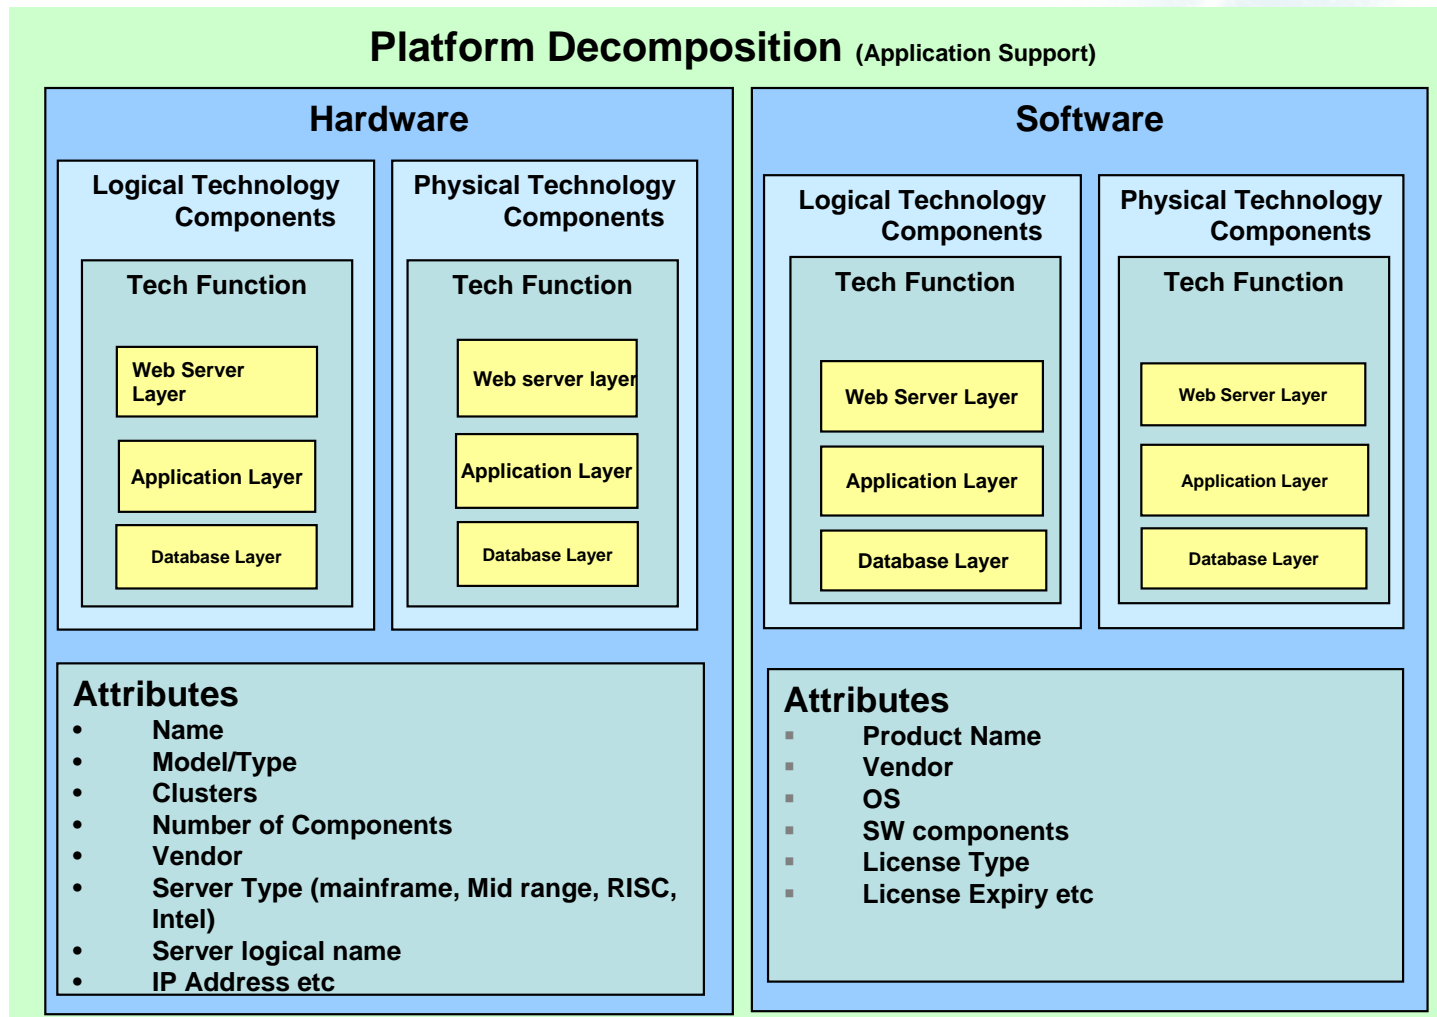 Platform Decomposition (Application Support)
Hardware
Logical Technology
Components
Tech Function
Web Server
Layer
Application Layer
Database Layer
Physical Technology
Components
Tech Function
Web server layer
Application Layer
Database Layer
Attributes
• Name
• Model/Type
• Clusters
• Number of Components
• Vendor
• Server Type (mainframe, Mid range, RISC,
Intel)
• Server logical name
• IP Address etc
Software
Logical Technology
Components
Tech Function
Web Server Layer
Application Layer
Database Layer
Physical Technology
Components
Tech Function
Web Server Layer
Application Layer
Database Layer
Attributes
▪ Product Name
▪ Vendor
▪ OS
▪ SW components
▪ License Type
▪ License Expiry etc